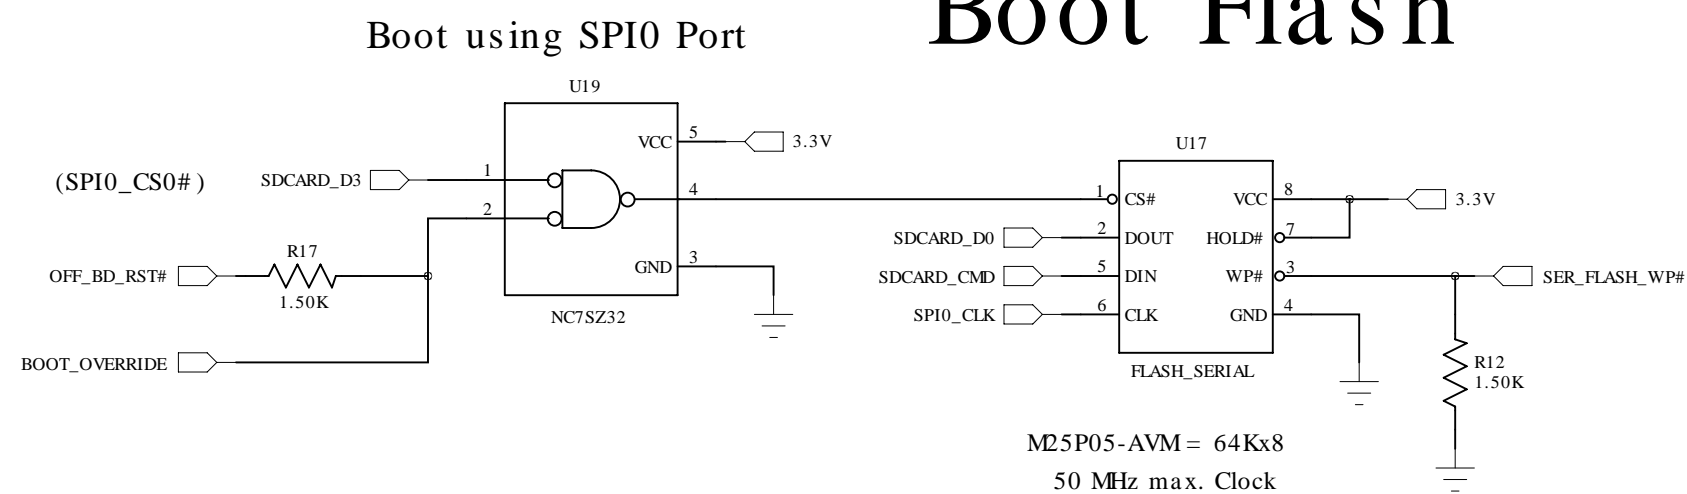 Boot using SPI0 Port
Boot Flash
U19
VCC
5
3.3V
(SPI0_CS0#)
SDCARD_D3
1
4
2
R17
OFF_BD_RST#
1.50K
GND
3
NC7SZ32
BOOT_OVERRIDE
U17
1
CS#
VCC
8
3.3V
SDCARD_D0
2
DOUT
HOLD#
7
SDCARD_CMD
5
DIN
WP#
3
SER_FLASH_WP#
SPI0_CLK
6
CLK
GND
4
FLASH_SERIAL
R12
1.50K
M25P05-AVM = 64Kx8
50 MHz max. Clock